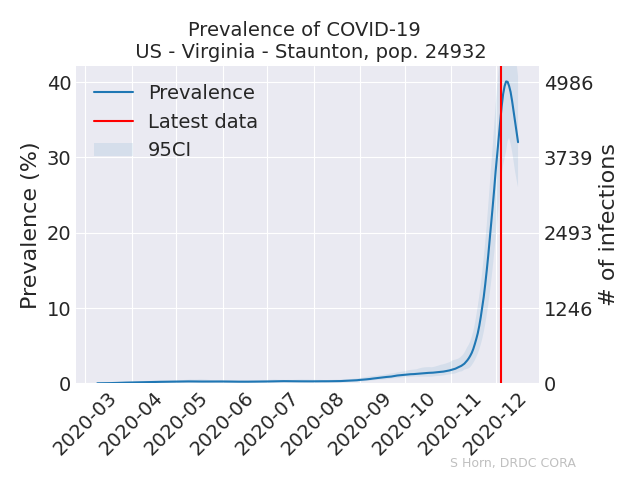 Prevalence of COVID-19
US - Virginia - Staunton, pop. 24932
Prevalence
Latest data
95CI
Prevalence (%)
40
30
20
10
0
4986
3739
2493
1246
0
# of infections
2020-03
2020-04
2020-05
2020-06
2020-07
2020-08
2020-09
2020-10
2020-11
2020-12
S Horn, DRDC CORA